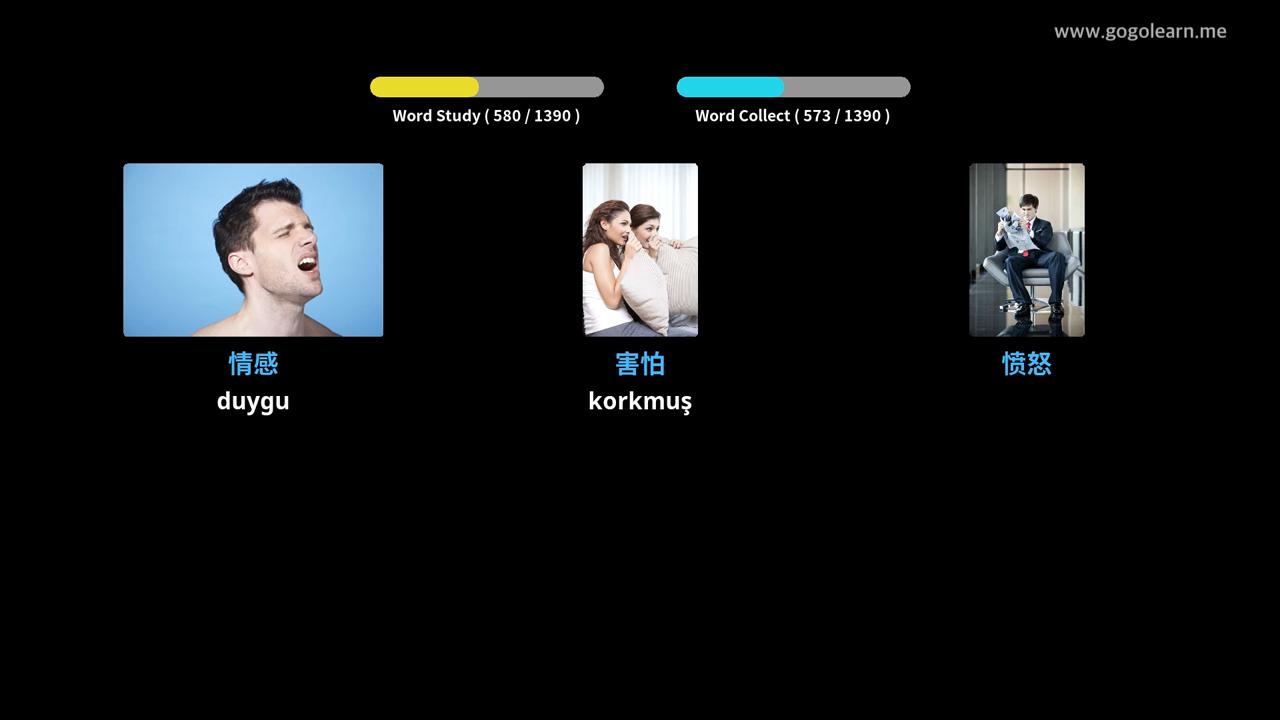 www.gogolearn.me
Word Study ( 580 / 1390 )
Word Collect ( 573 / 1390 )
情感
害怕
愤怒
duygu
korkmuş